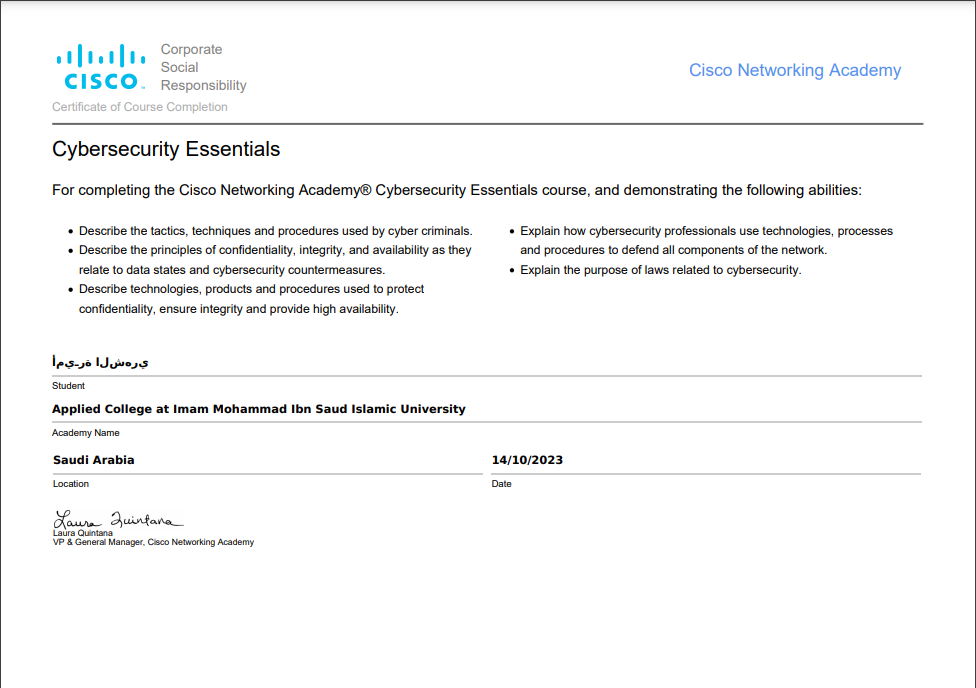 CISCO
Corporate
Social
Responsibility
Cisco Networking Academy
Certificate of Course Completion
Cybersecurity Essentials
For completing the Cisco Networking Academy® Cybersecurity Essentials course, and demonstrating the following abilities:
• Describe the tactics, techniques and procedures used by cyber criminals.
• Describe the principles of confidentiality, integrity, and availability as they
relate to data states and cybersecurity countermeasures.
• Describe technologies, products and procedures used to protect
confidentiality, ensure integrity and provide high availability.
• Explain how cybersecurity professionals use technologies, processes
and procedures to defend all components of the network.
• Explain the purpose of laws related to cybersecurity.
يرهشلا ةرـيمأ
Student
Applied College at Imam Mohammad Ibn Saud Islamic University
Academy Name
Saudi Arabia
Location
14/10/2023
Date
Laura Quintana
Laura Quintana
VP & General Manager, Cisco Networking Academy